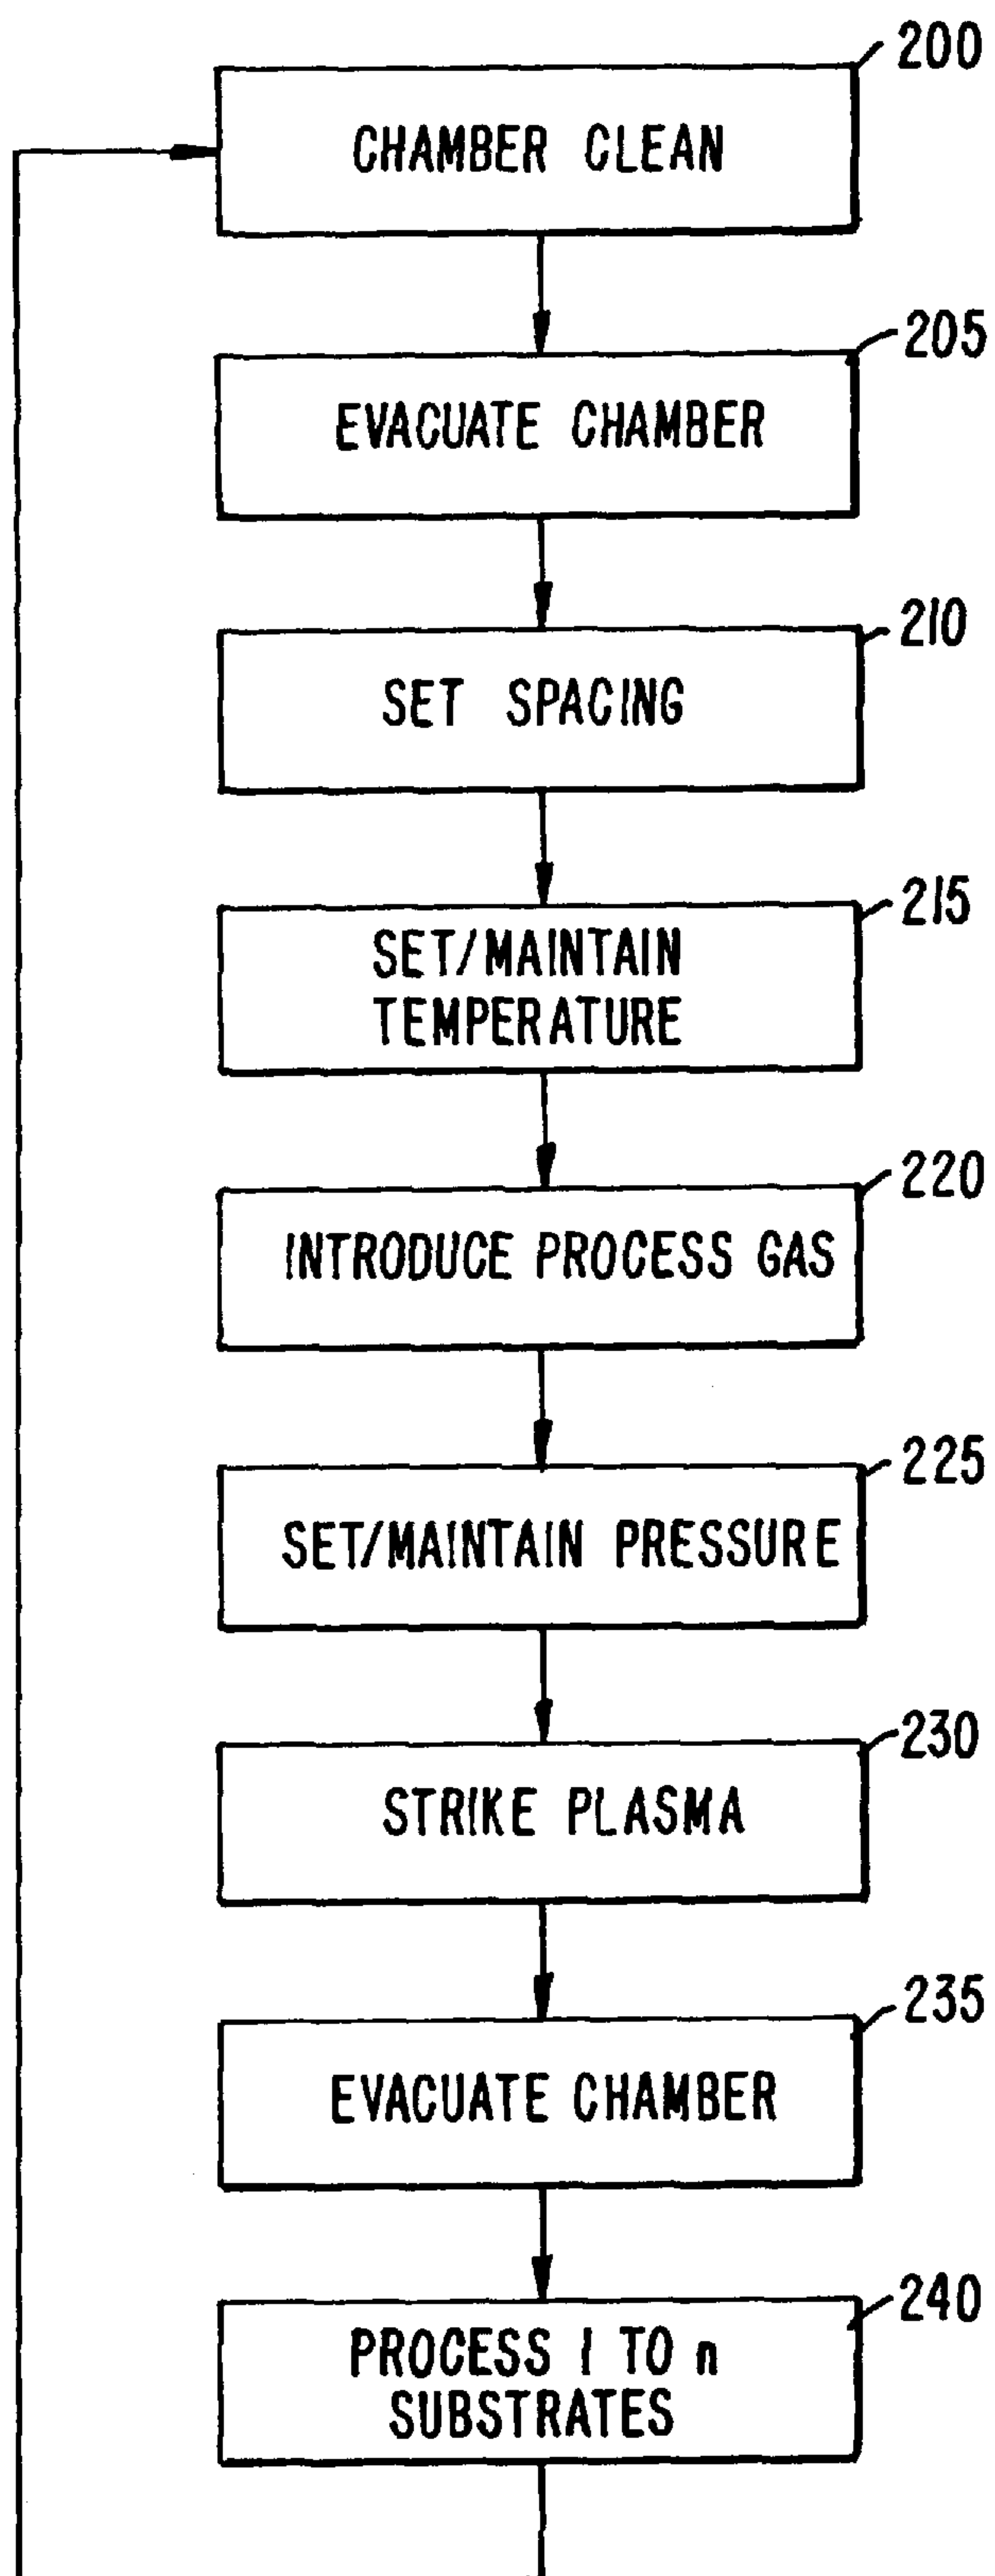 200
CHAMBER CLEAN
205
EVACUATE CHAMBER
210
SET SPACING
215
SET/MAINTAIN
TEMPERATURE
220
INTRODUCE PROCESS GAS
225
SET/MAINTAIN PRESSURE
230
STRIKE PLASMA
235
EVACUATE CHAMBER
240
PROCESS 1 TO n
SUBSTRATES